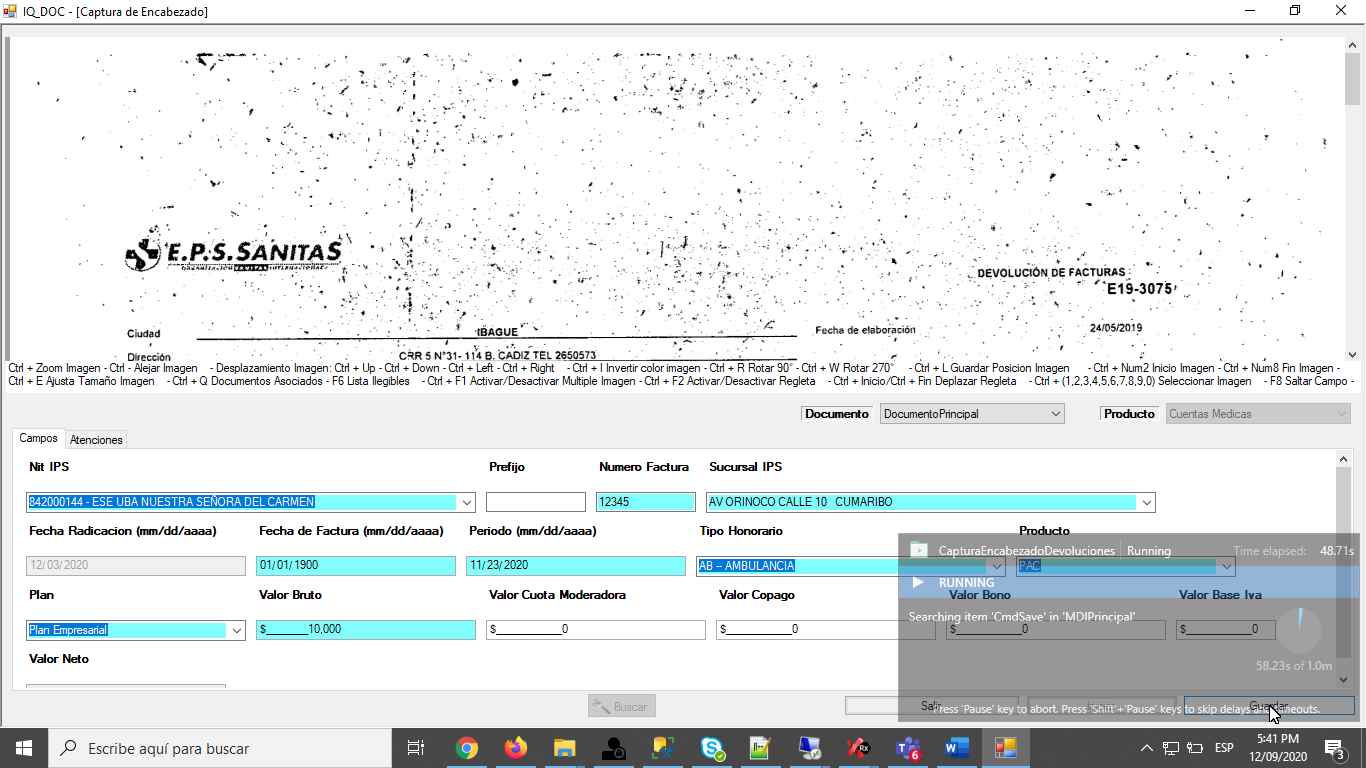 IQ_DOC - [Captura de Encabezado]
E.P.S.SANITAS
DEVOLUCIÓN DE FACTURAS
E19-3075
Ciudad
IBAGUE
Fecha de elaboración
24/05/2019
Dirección
CRR 5 N°31- 114 B. CADIZ TEL 2650573
Ctrl + Zoom Imagen - Ctrl - Alejar Imagen - Desplazamiento Imagen: Ctrl + Up - Ctrl + Down - Ctrl + Left - Ctrl + Right - Ctrl + I Invertir color imagen - Ctrl + R Rotar 90° - Ctrl + W Rotar 270° - Ctrl + L Guardar Posicion Imagen - Ctrl + Num2 Inicio Imagen - Ctrl + Num8 Fin Imagen -
Ctrl + E Ajusta Tamaño Imagen - Ctrl + Q Documentos Asociados - F6 Lista Ilegibles - Ctrl + F1 Activar/Desactivar Multiple Imagen - Ctrl + F2 Activar/Desactivar Regleta - Ctrl + Inicio/Ctrl + Fin Deplazar Regleta - Ctrl + (1,2,3,4,5,6,7,8,9,0) Seleccionar Imagen - F8 Saltar Campo -
Documento DocumentoPrincipal Producto Cuentas Medicas
Campos Atenciones
Nit IPS Prefijo Numero Factura Sucursal IPS
842000144 - ESE UBA NUESTRA SEÑORA DEL CARMEN 12345 AV ORINOCO CALLE 10 CUMARIBO
Fecha Radicacion (mm/dd/aaaa) Fecha de Factura (mm/dd/aaaa) Periodo (mm/dd/aaaa) Tipo Honorario Producto
12/03/2020 01/01/1900 11/23/2020 AB -- AMBULANCIA PAC
CapturaEncabezadoDevoluciones Running Time elapsed: 48.71s
RUNNING
Plan Valor Bruto Valor Cuota Moderadora Valor Copago Valor Bono Valor Base Iva
Searching item 'CmdSave' in 'MDIPrincipal'
Plan Empresarial $________10,000 $__________0 $__________0 $__________0 $__________0
Valor Neto
58.23s of 1.0m
Buscar Guardar
Press 'Pause' key to abort. Press 'Shift'+'Pause' keys to skip delays and timeouts.
Escribe aquí para buscar
ESP
5:41 PM
12/09/2020
6
3